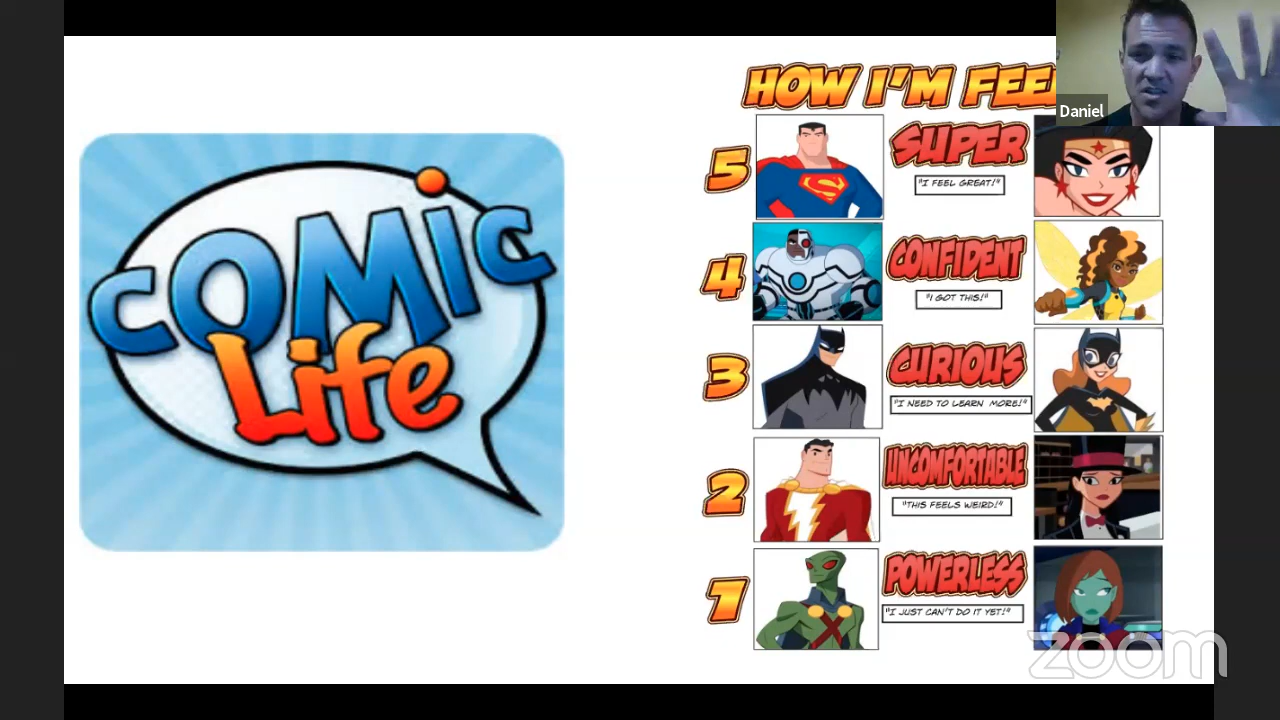 COMiC
Life
HOW I'M FEE
5
SUPER
"I FEEL GREAT!"
4
CONFIDENT
"I GOT THIS!"
3
CURIOUS
"I NEED TO LEARN MORE!"
2
UNCOMFORTABLE
"THIS FEELS WEIRD!"
1
POWERLESS
"I JUST CAN'T DO IT YET!"
Daniel
zoom